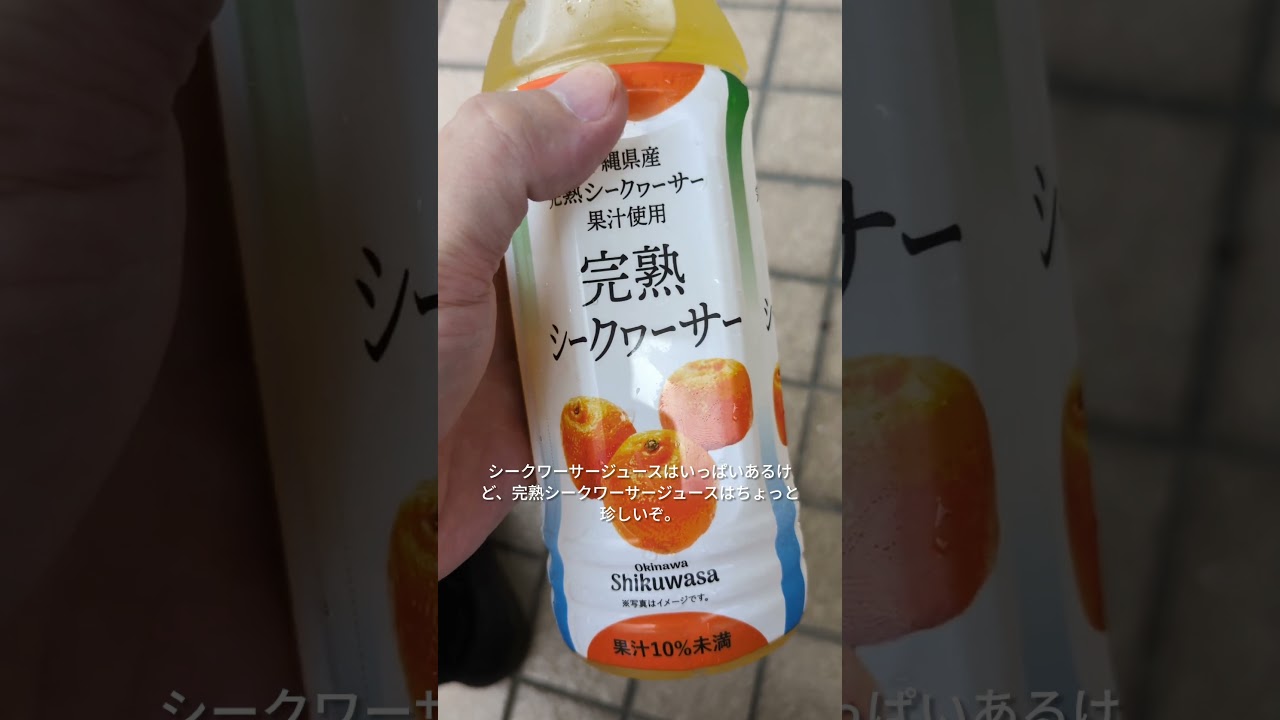 縄県産
完熟シークヮーサー
果汁使用
完熟
シークヮーサー
シークワーサージュースはいっぱいあるけ
ど、完熟シークワーサージュースはちょっと
珍しいぞ。
Okinawa
Shikuwasa
※写真はイメージです。
果汁10%未満